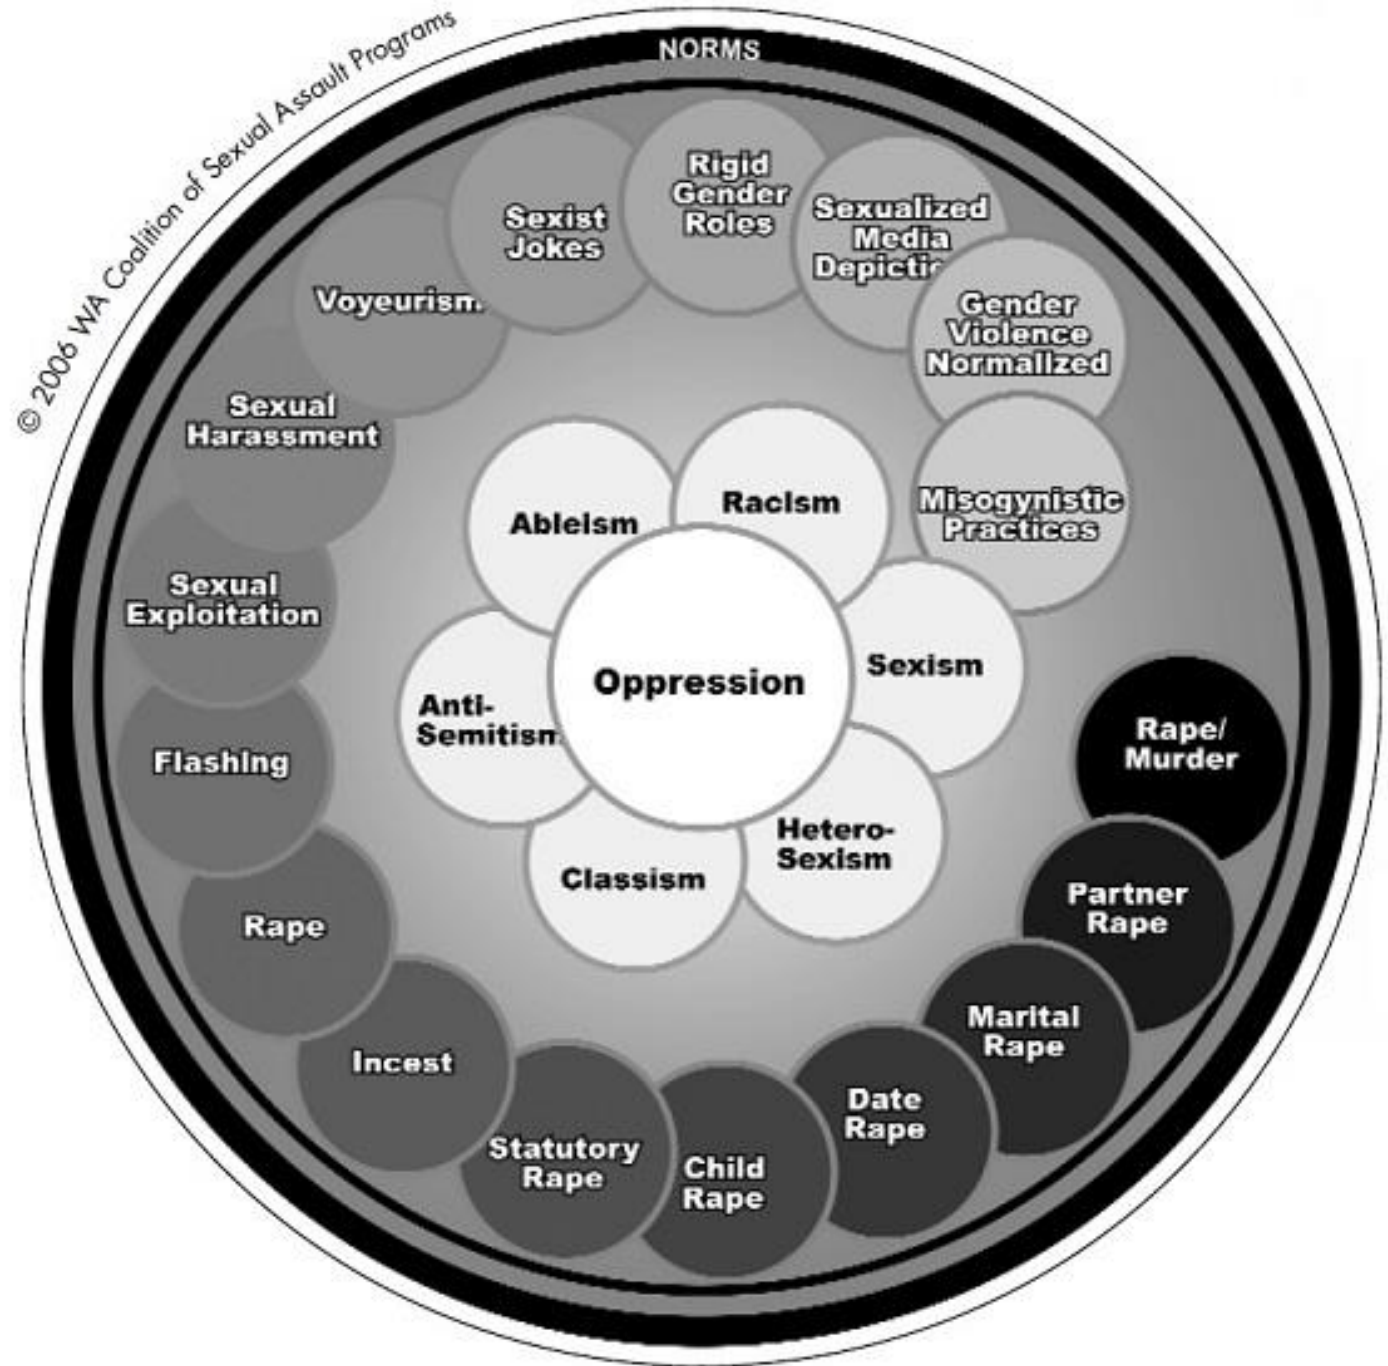 © 2006 WA Coalition of Sexual Assault Programs
NORMS
Rigid
Gender
Roles
Sexualized
Media
Depictio
Gender
Violence
Normalized
Misogynistic
Practices
Sexist
Jokes
Voyeurism
Sexual
Harassment
Sexual
Exploitation
Flashing
Rape
Incest
Statutory
Rape
Child
Rape
Date
Rape
Marital
Rape
Partner
Rape
Rape/
Murder
Ableism
Racism
Sexism
Hetero-
Sexism
Classism
Anti-
Semitism
Oppression